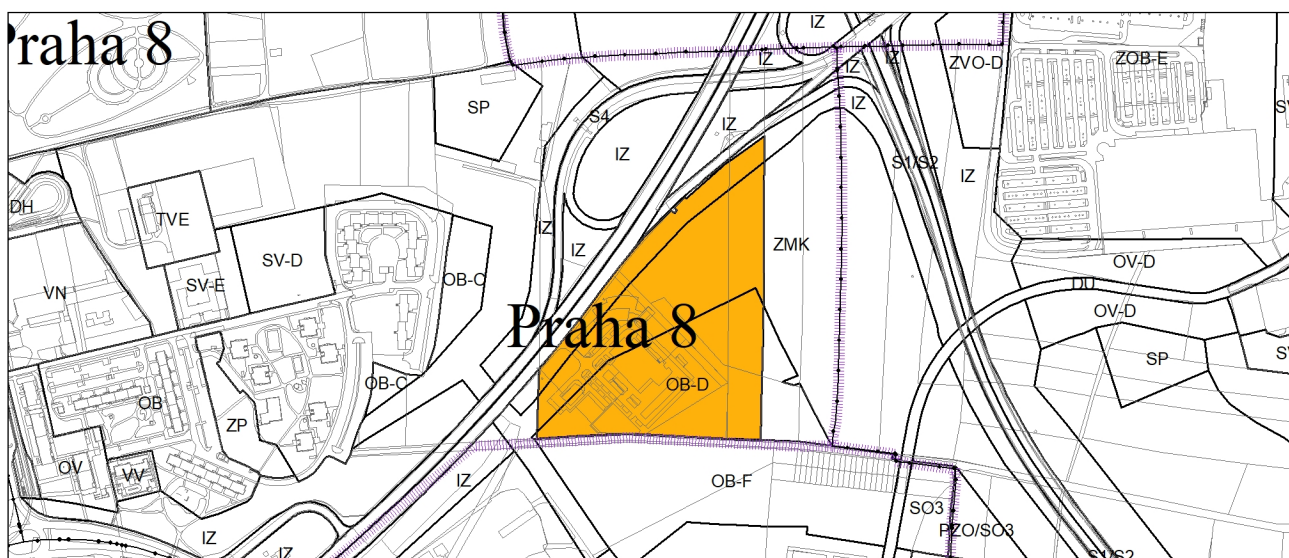 Praha 8
IZ
IZ
IZ
IZ
ZVO-D
ZOB-E
SP
S4
IZ
IZ
IZ
S1/S2
IZ
DH
TVE
SV-D
SV-E
VN
IZ
IZ
ZMK
OB-C
OV-D
DU
OV-D
Praha 8
SP
OB-C
OB-D
OB
ZP
OV
VV
IZ
OB-F
SO3
PZO/SO3
IZ
IZ
S1/S2